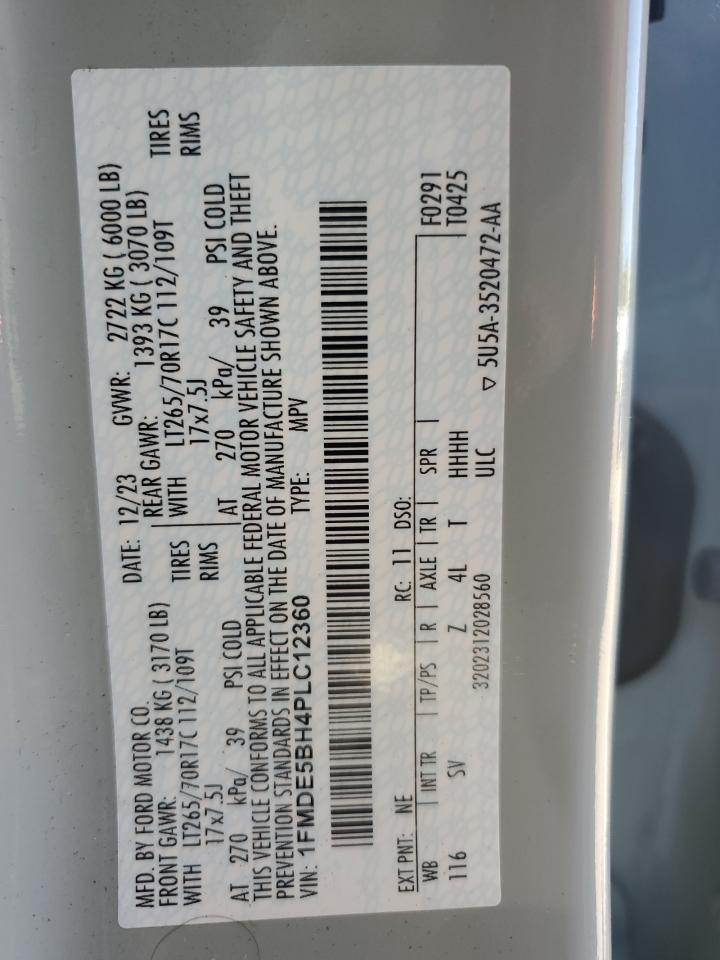 MFD. BY FORD MOTOR CO. DATE: 12/23 GVWR: 2722 KG ( 6000 LB)
FRONT GAWR: 1438 KG ( 3170 LB) REAR GAWR: 1393 KG ( 3070 LB)
WITH LT265/70R17C 112/109T TIRES WITH LT265/70R17C 112/109T TIRES
17x7.5J RIMS 17x7.5J RIMS
AT 270 kPa/ 39 PSI COLD AT 270 kPa/ 39 PSI COLD
THIS VEHICLE CONFORMS TO ALL APPLICABLE FEDERAL MOTOR VEHICLE SAFETY AND THEFT
PREVENTION STANDARDS IN EFFECT ON THE DATE OF MANUFACTURE SHOWN ABOVE.
VIN: 1FMDE5BH4PLC12360 TYPE: MPV
EXT PNT: NE RC: 11 DSO: F0291
WB INT TR TP/PS R AXLE TR SPR T0425
116 SV Z 4L T HHHH
3202312028560 ULC ▽ 5U5A-3520472-AA